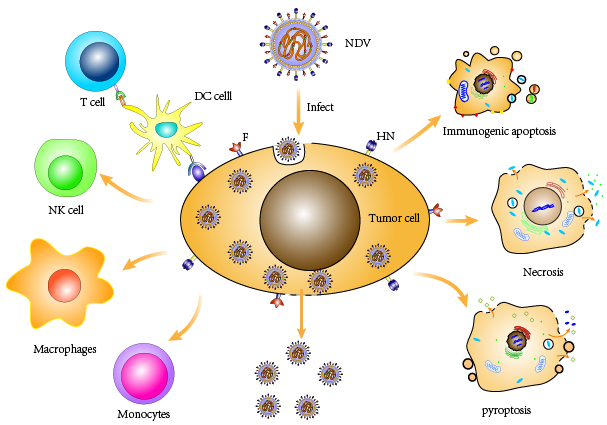 NDV
Infect
T cell
DC celll
F
HN
Immunogenic apoptosis
NK cell
Tumor cell
Necrosis
Macrophages
Monocytes
pyroptosis